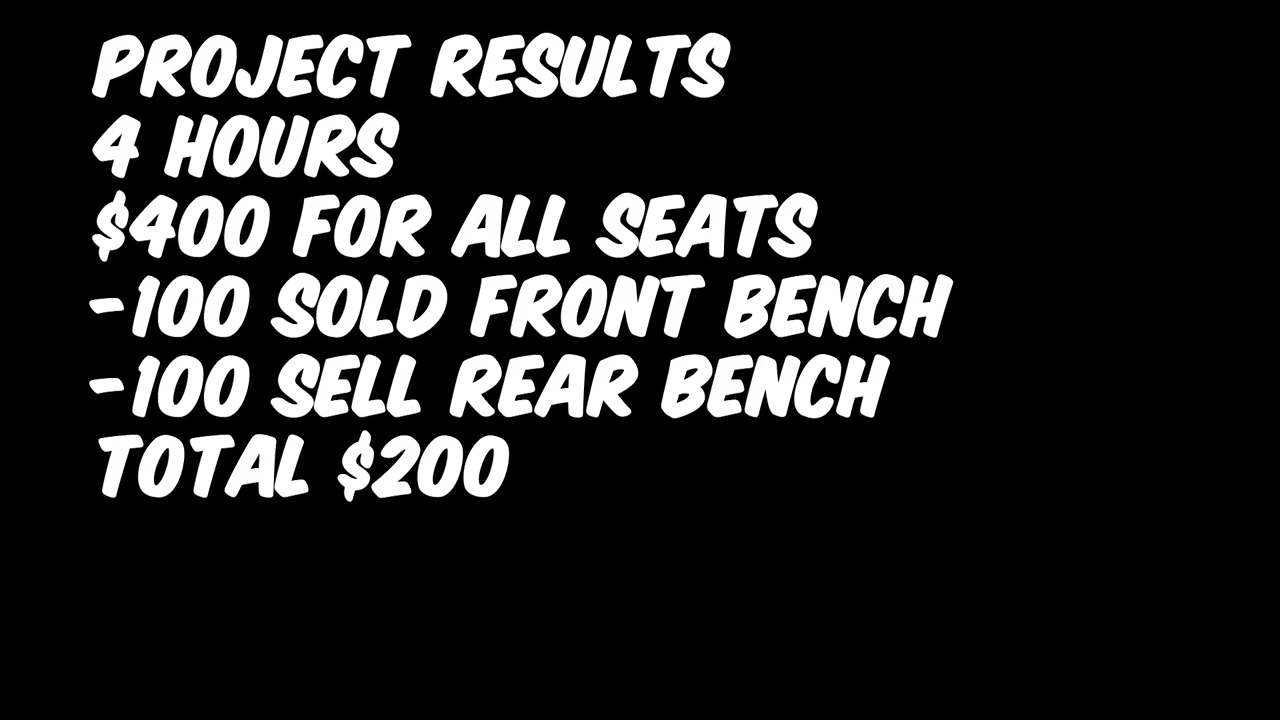 PROJECT RESULTS
4 HOURS
$400 FOR ALL SEATS
-100 SOLD FRONT BENCH
-100 SELL REAR BENCH
TOTAL $200